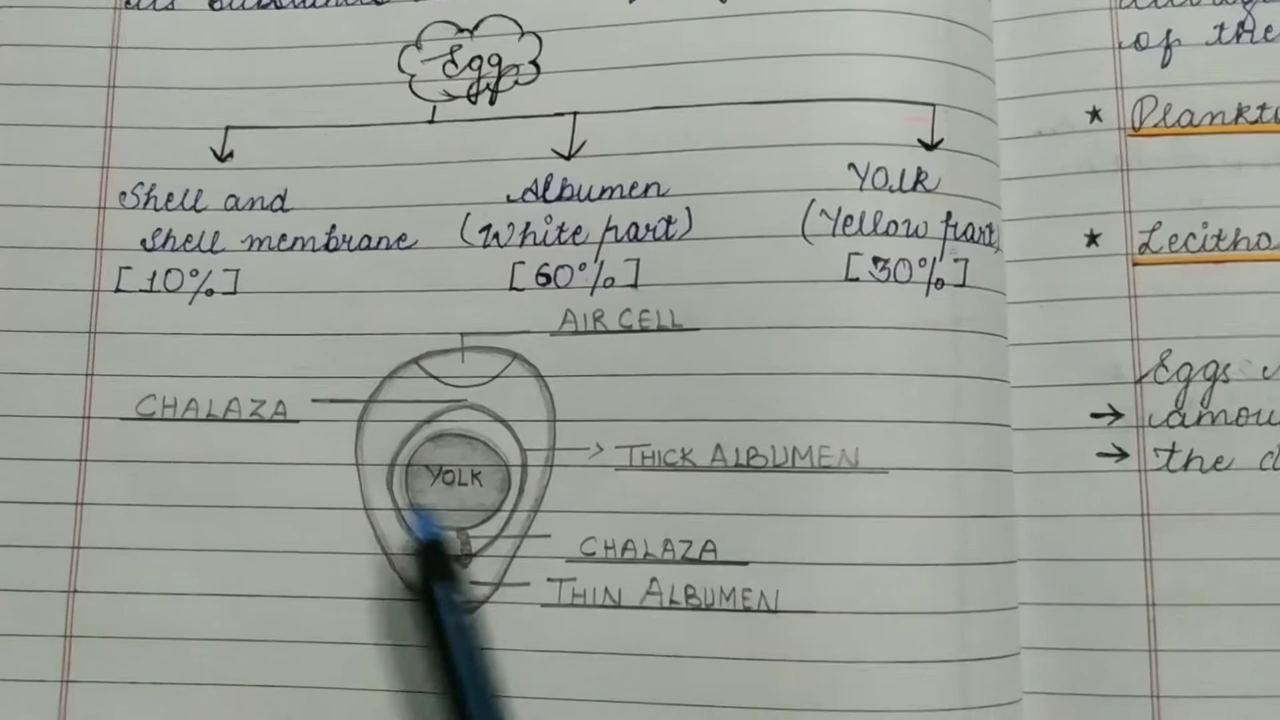 Egg
Shell and
Shell membrane
[10%]
Albumen
(White part)
[60%]
Yolk
(Yellow part
[30%]
AIR CELL
CHALAZA
THICK ALBUMEN
YOLK
CHALAZA
THIN ALBUMEN
of the
* Plankt
* Lecitho
Eggs
→ amou
→ the d